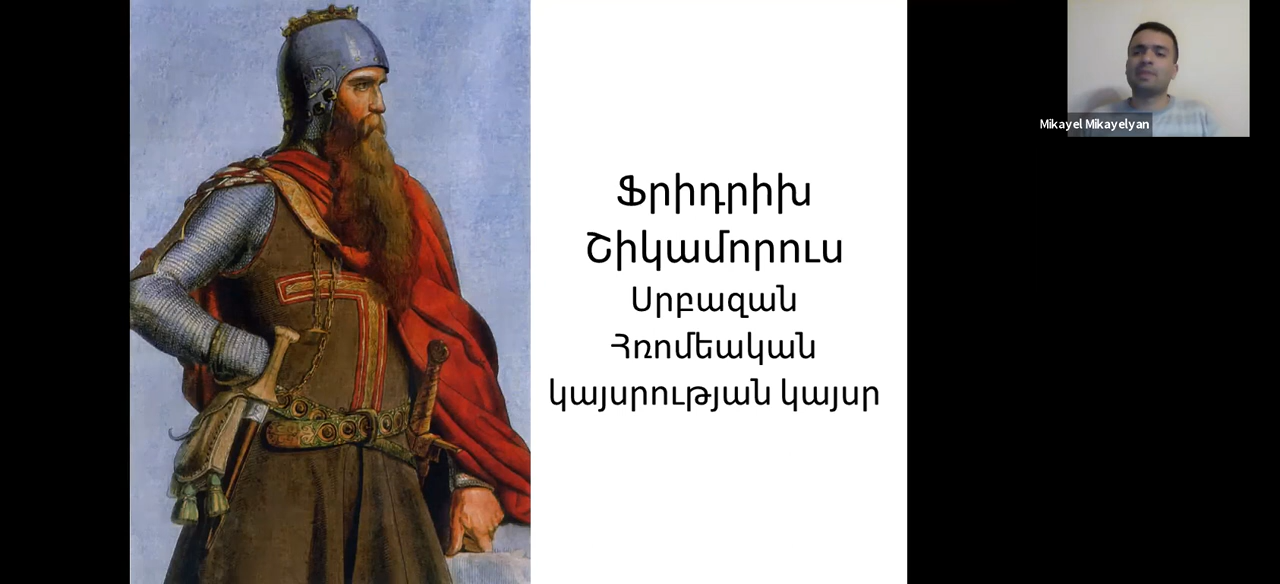 Ֆրիդրիխ
Շիկամորուս
Սրբազան
Հռոմեական
կայսրության կայսր
Mikayel Mikayelyan